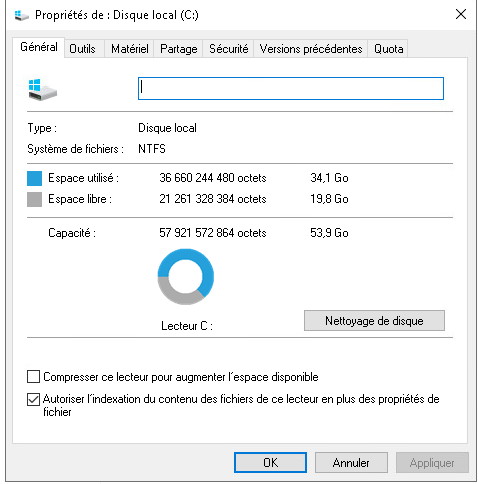 Propriétés de : Disque local (C:)
Général Outils Matériel Partage Sécurité Versions précédentes Quota
Type : Disque local
Système de fichiers : NTFS
Espace utilisé : 36 660 244 480 octets 34,1 Go
Espace libre : 21 261 328 384 octets 19,8 Go
Capacité : 57 921 572 864 octets 53,9 Go
Lecteur C :
Nettoyage de disque
Compresser ce lecteur pour augmenter l'espace disponible
Autoriser l'indexation du contenu des fichiers de ce lecteur en plus des propriétés de
fichier
OK Annuler Appliquer